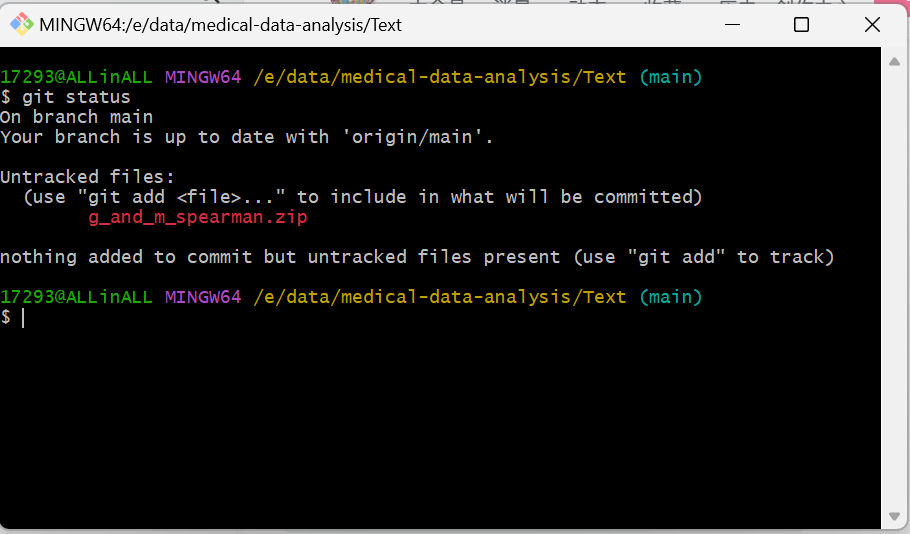 MINGW64:/e/data/medical-data-analysis/Text
17293@ALLinALL MINGW64 /e/data/medical-data-analysis/Text (main)
$ git status
On branch main
Your branch is up to date with 'origin/main'.
Untracked files:
  (use "git add <file>..." to include in what will be committed)
        g_and_m_spearman.zip
nothing added to commit but untracked files present (use "git add" to track)
17293@ALLinALL MINGW64 /e/data/medical-data-analysis/Text (main)
$